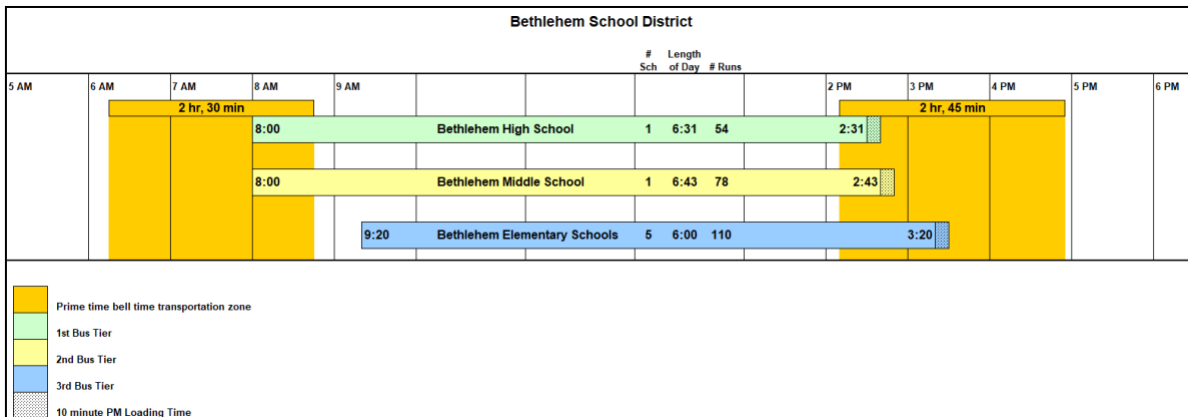 Bethlehem School District
# Sch Length of Day # Runs
5 AM 6 AM 7 AM 8 AM 9 AM 2 PM 3 PM 4 PM 5 PM 6 PM
2 hr, 30 min 2 hr, 45 min
8:00 Bethlehem High School 1 6:31 54 2:31
8:00 Bethlehem Middle School 1 6:43 78 2:43
9:20 Bethlehem Elementary Schools 5 6:00 110 3:20
Prime time bell time transportation zone
1st Bus Tier
2nd Bus Tier
3rd Bus Tier
10 minute PM Loading Time